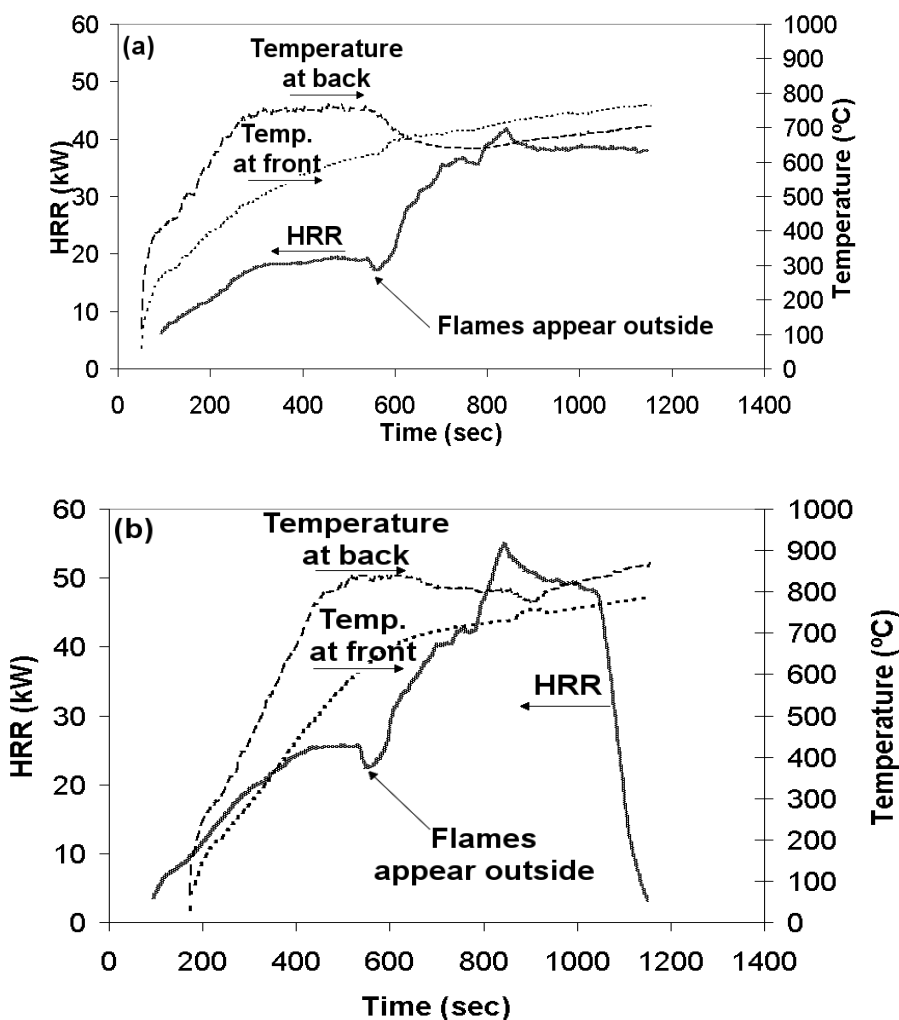 (a)
Temperature
at back
Temp.
at front
HRR
Flames appear outside
HRR (kW)
60
50
40
30
20
10
0
Temperature (ºC)
1000
900
800
700
600
500
400
300
200
100
0
0 200 400 600 800 1000 1200 1400
Time (sec)
(b)
Temperature
at back
Temp.
at front
HRR
Flames
appear outside
HRR (kW)
60
50
40
30
20
10
0
Temperature (ºC)
1000
900
800
700
600
500
400
300
200
100
0
0 200 400 600 800 1000 1200 1400
Time (sec)